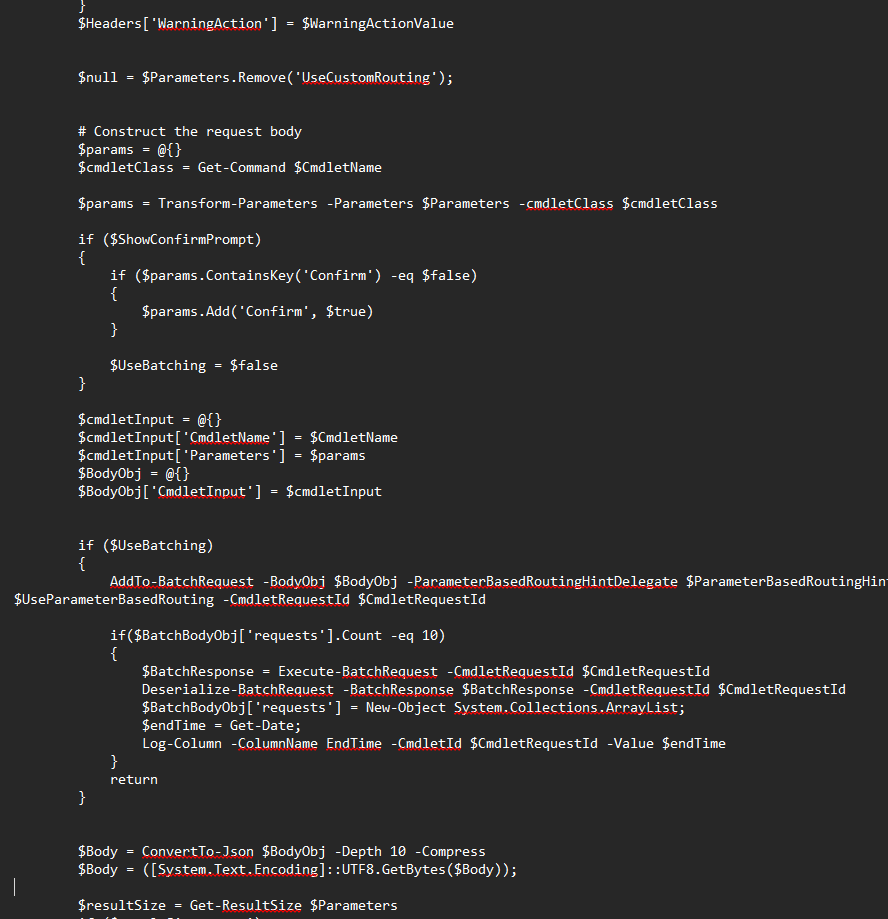 }
$Headers['WarningAction'] = $WarningActionValue
$null = $Parameters.Remove('UseCustomRouting');
# Construct the request body
$params = @{}
$cmdletClass = Get-Command $CmdletName
$params = Transform-Parameters -Parameters $Parameters -cmdletClass $cmdletClass
if ($ShowConfirmPrompt)
{
if ($params.ContainsKey('Confirm') -eq $false)
{
$params.Add('Confirm', $true)
}
$UseBatching = $false
}
$cmdletInput = @{}
$cmdletInput['CmdletName'] = $CmdletName
$cmdletInput['Parameters'] = $params
$BodyObj = @{}
$BodyObj['CmdletInput'] = $cmdletInput
if ($UseBatching)
{
AddTo-BatchRequest -BodyObj $BodyObj -ParameterBasedRoutingHintDelegate $ParameterBasedRoutingHin
$UseParameterBasedRouting -CmdletRequestId $CmdletRequestId
if($BatchBodyObj['requests'].Count -eq 10)
{
$BatchResponse = Execute-BatchRequest -CmdletRequestId $CmdletRequestId
Deserialize-BatchRequest -BatchResponse $BatchResponse -CmdletRequestId $CmdletRequestId
$BatchBodyObj['requests'] = New-Object System.Collections.ArrayList;
$endTime = Get-Date;
Log-Column -ColumnName EndTime -CmdletId $CmdletRequestId -Value $endTime
}
return
}
$Body = ConvertTo-Json $BodyObj -Depth 10 -Compress
$Body = ([System.Text.Encoding]::UTF8.GetBytes($Body));
$resultSize = Get-ResultSize $Parameters